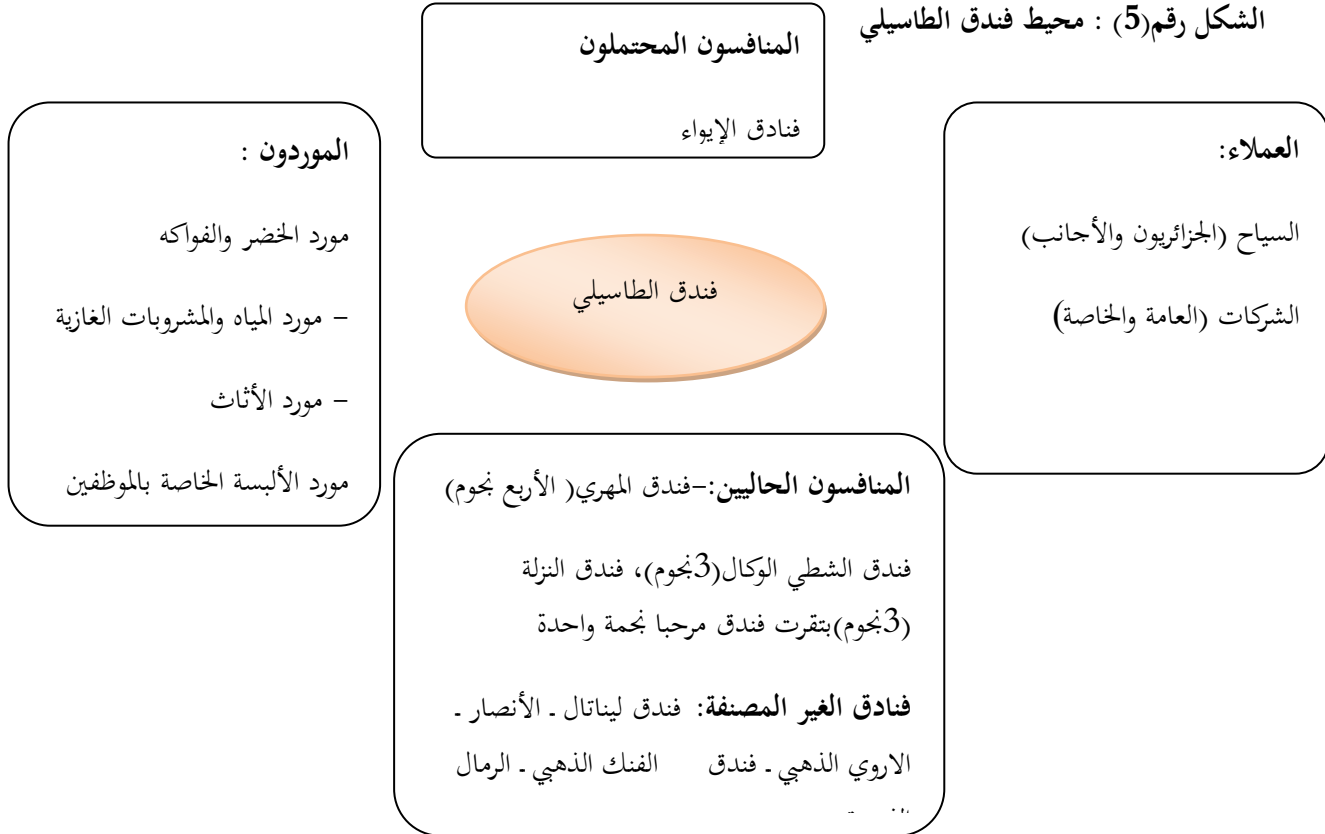 الشكل رقم(5) : محيط فندق الطاسيلي
المنافسون المحتملون
فنادق الإيواء
العملاء:
السياح (الجزائريون والأجانب)
الشركات (العامة والخاصة)
الموردون :
مورد الخضر والفواكه
– مورد المياه والمشروبات الغازية
– مورد الأثاث
مورد الألبسة الخاصة بالموظفين
فندق الطاسيلي
المنافسون الحاليين:–فندق المهري( الأربع نجوم)
فندق الشطي الوكال(3نجوم)، فندق النزلة
(3نجوم)بتقرت فندق مرحبا نجمة واحدة
فنادق الغير المصنفة: فندق ليناتال ـ الأنصار ـ
الاروي الذهبي ـ فندق الفنك الذهبي ـ الرمال